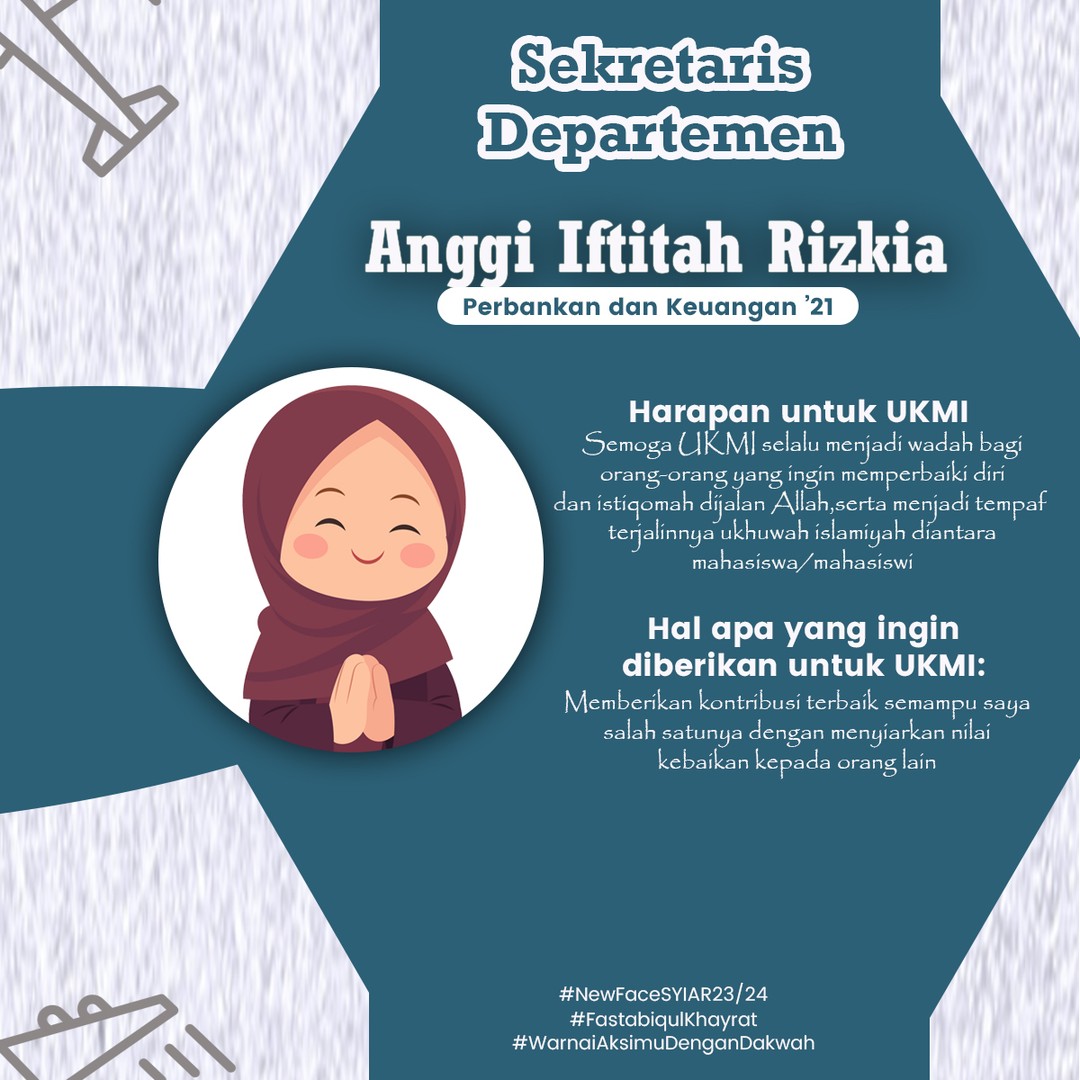 Sekretaris
Departemen
Anggi Iftitah Rizkia
Perbankan dan Keuangan ’21
Harapan untuk UKMI
Semoga UKMI selalu menjadi wadah bagi
orang-orang yang ingin memperbaiki diri
dan istiqomah dijalan Allah,serta menjadi tempaf
terjalinnya ukhuwah islamiyah diantara
mahasiswa/mahasiswi
Hal apa yang ingin
diberikan untuk UKMI:
Memberikan kontribusi terbaik semampu saya
salah satunya dengan menyiarkan nilai
kebaikan kepada orang lain
#NewFaceSYIAR23/24
#FastabiqulKhayrat
#WarnaiAksimuDenganDakwah